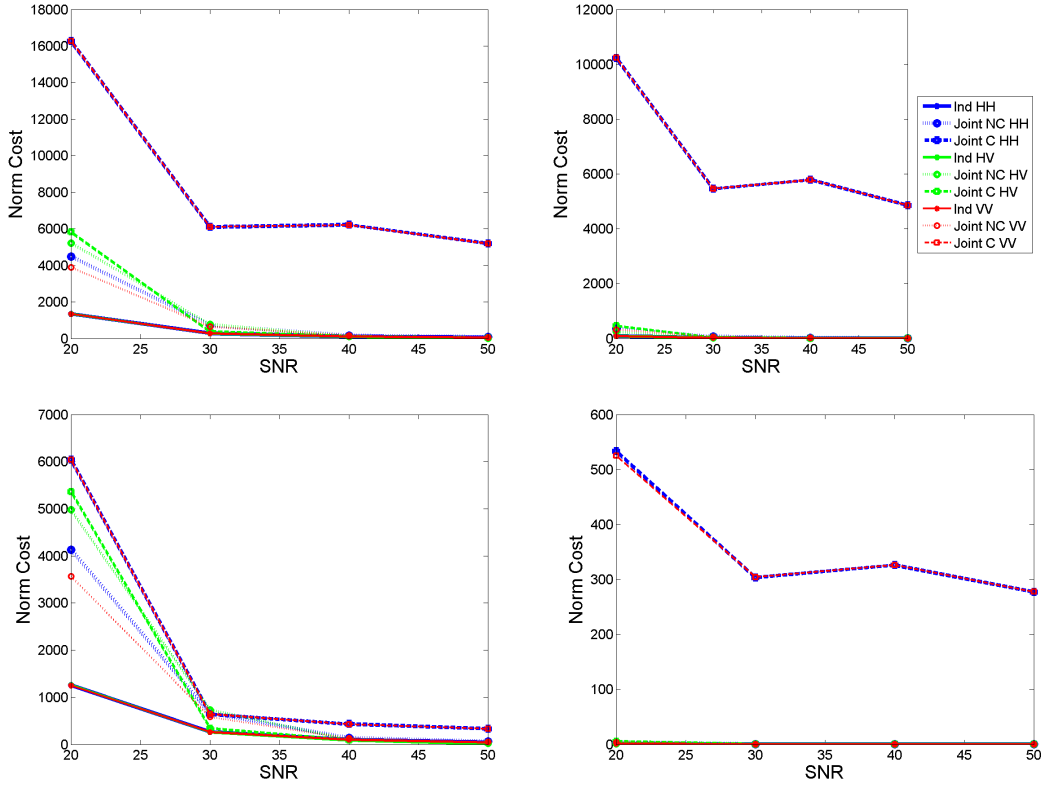 18000
16000
14000
12000
10000
8000
6000
4000
2000
0
Norm Cost
20 25 30 35 40 45 50
SNR
12000
10000
8000
6000
4000
2000
0
Norm Cost
20 25 30 35 40 45 50
SNR
Ind HH
Joint NC HH
Joint C HH
Ind HV
Joint NC HV
Joint C HV
Ind VV
Joint NC VV
Joint C VV
7000
6000
5000
4000
3000
2000
1000
0
Norm Cost
20 25 30 35 40 45 50
SNR
600
500
400
300
200
100
0
Norm Cost
20 25 30 35 40 45 50
SNR